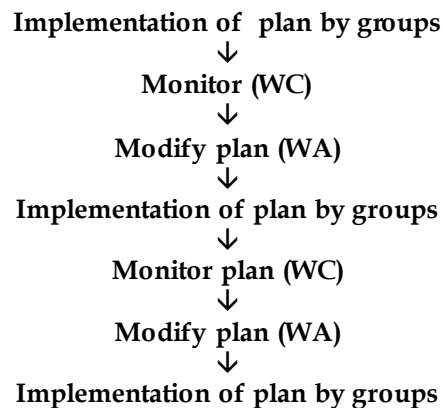 Implementation of plan by groups
↓
Monitor (WC)
↓
Modify plan (WA)
↓
Implementation of plan by groups
↓
Monitor plan (WC)
↓
Modify plan (WA)
↓
Implementation of plan by groups